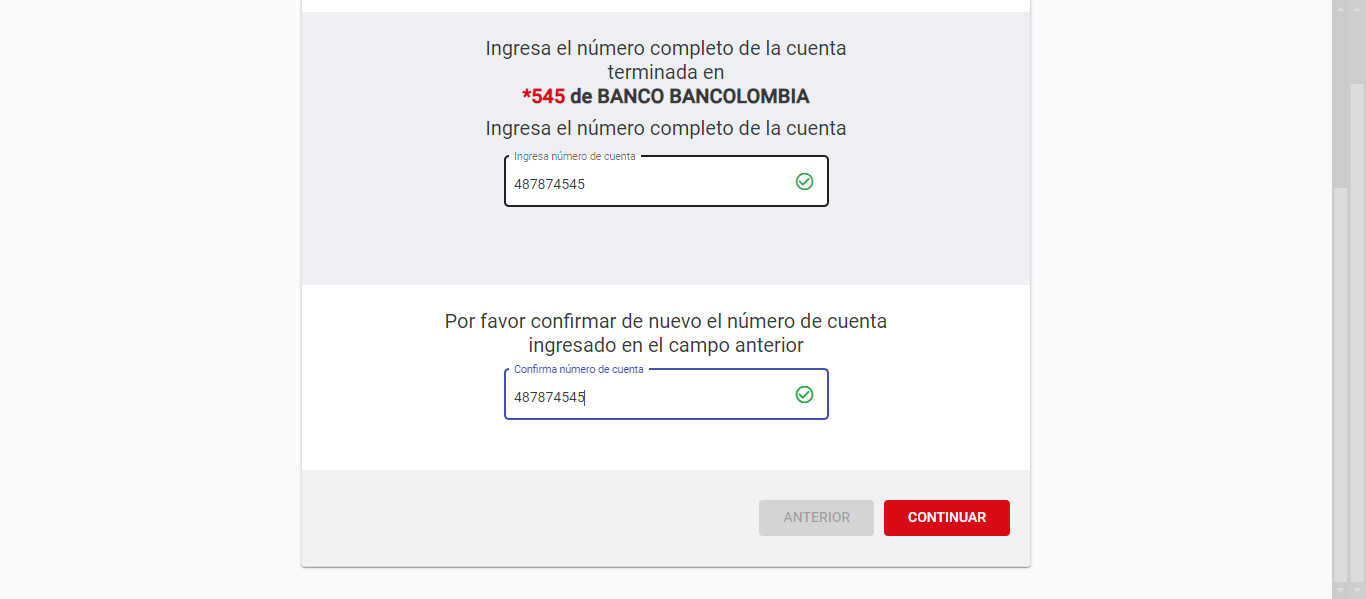 Ingresa el número completo de la cuenta
terminada en
*545 de BANCO BANCOLOMBIA
Ingresa el número completo de la cuenta
Ingresa número de cuenta
487874545
Por favor confirmar de nuevo el número de cuenta
ingresado en el campo anterior
Confirma número de cuenta
487874545
ANTERIOR
CONTINUAR